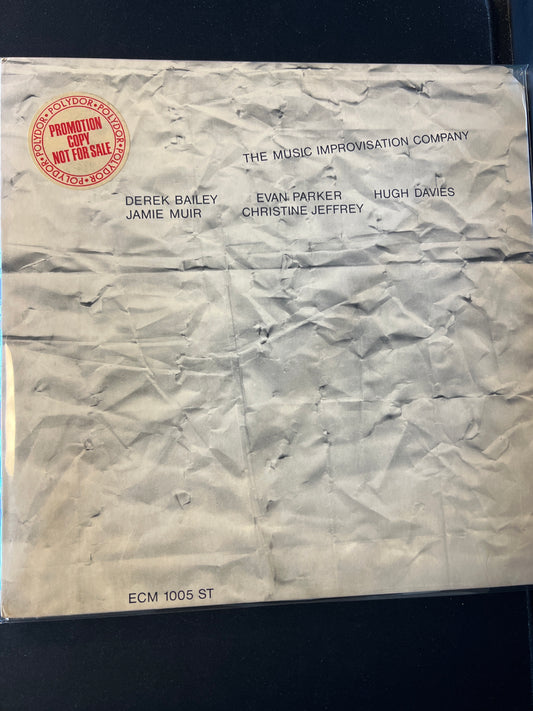 POLYDOR • POLYDOR • POLYDOR • POLYDOR •
PROMOTION
COPY
NOT FOR SALE
THE MUSIC IMPROVISATION COMPANY
DEREK BAILEY EVAN PARKER HUGH DAVIES
JAMIE MUIR CHRISTINE JEFFREY
ECM 1005 ST